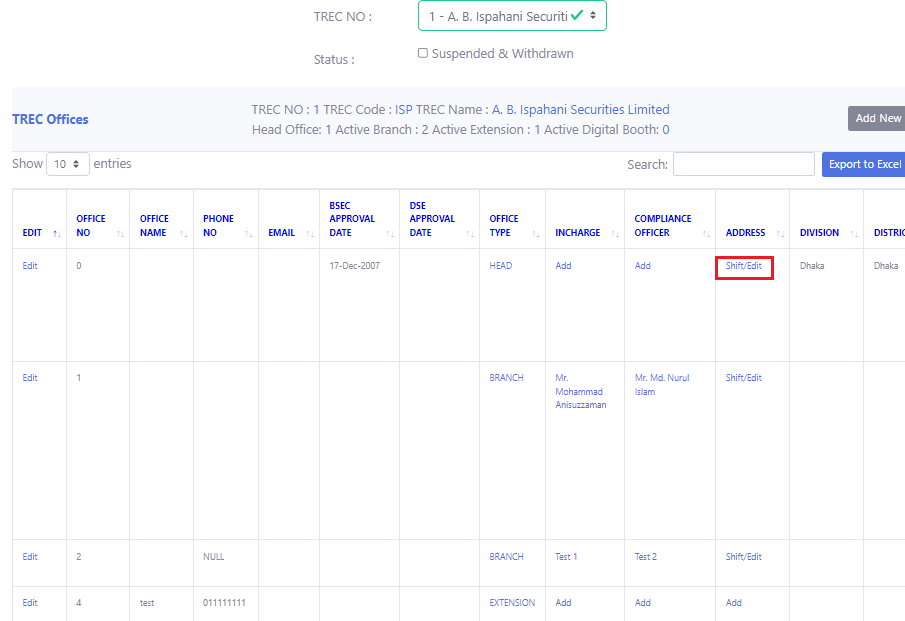 TREC NO :
1 - A. B. Ispahani Securiti
Status :
Suspended & Withdrawn
TREC Offices
TREC NO : 1 TREC Code : ISP TREC Name : A. B. Ispahani Securities Limited
Head Office: 1 Active Branch : 2 Active Extension : 1 Active Digital Booth: 0
Add New
Show 10 entries
Search:
Export to Excel
EDIT OFFICE NO OFFICE NAME PHONE NO EMAIL BSEC APPROVAL DATE DSE APPROVAL DATE OFFICE TYPE INCHARGE COMPLIANCE OFFICER ADDRESS DIVISION DISTRIC
Edit 0 17-Dec-2007 HEAD Add Add Shift/Edit Dhaka Dhaka
Edit 1 BRANCH Mr. Mohammad Anisuzzaman Mr. Md. Nurul Islam Shift/Edit
Edit 2 NULL BRANCH Test 1 Test 2 Shift/Edit
Edit 4 test 011111111 EXTENSION Add Add Add